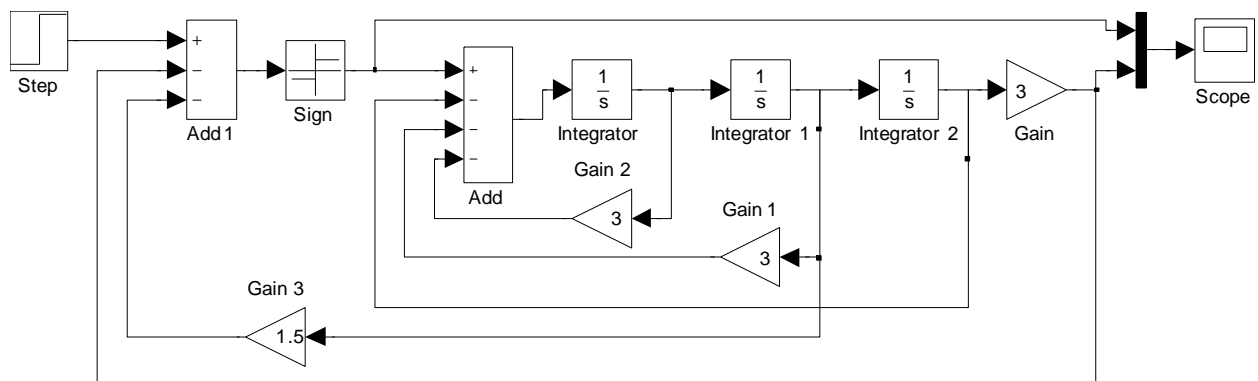 Step
+
−
−
Add 1
Sign
+
−
−
−
Add
1
s
Integrator
1
s
Integrator 1
1
s
Integrator 2
3
Gain
Scope
Gain 2
3
Gain 1
3
Gain 3
1.5